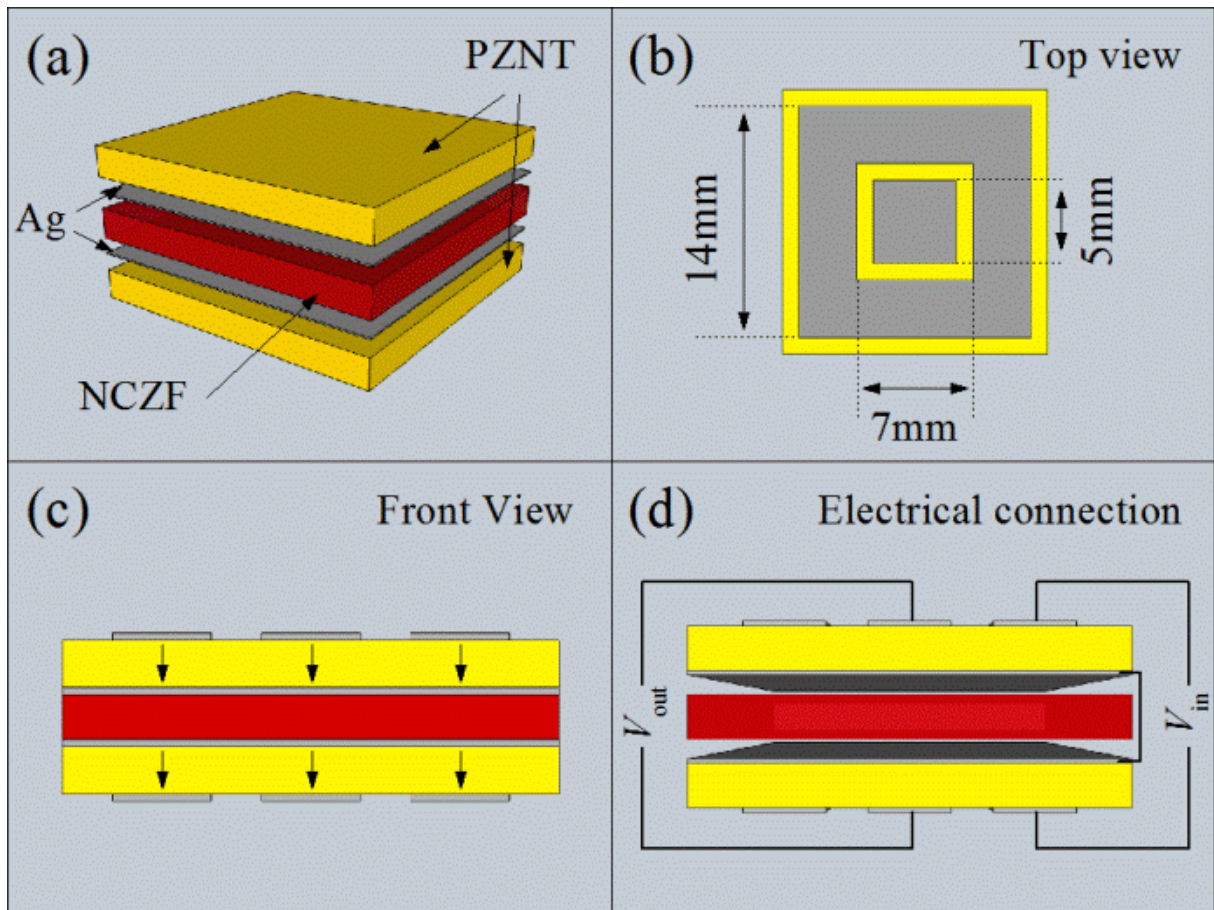 (a)
PZNT
Ag
NCZF
(b)
Top view
14mm
5mm
7mm
(c)
Front View
(d)
Electrical connection
V out
V in